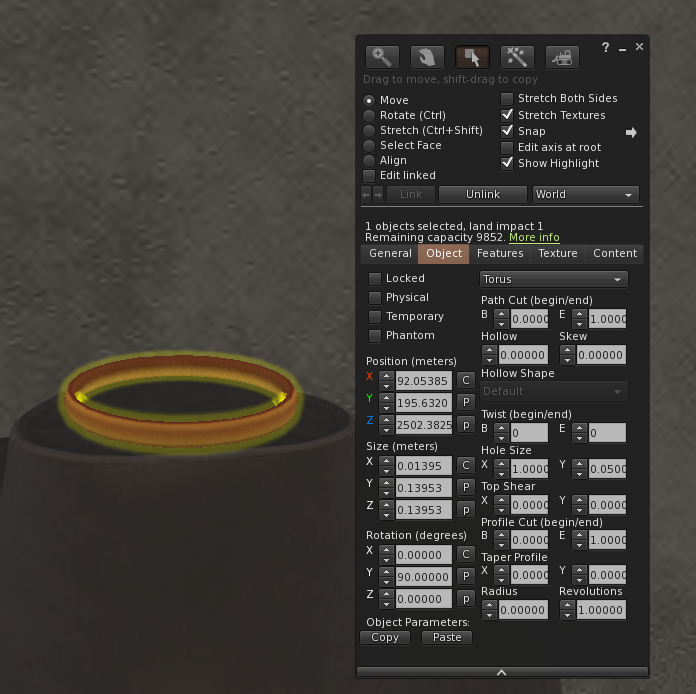 ?
Drag to move, shift-drag to copy
Move
Rotate (Ctrl)
Stretch (Ctrl+Shift)
Select Face
Align
Edit linked
Stretch Both Sides
Stretch Textures
Snap
Edit axis at root
Show Highlight
Link Unlink World
1 objects selected, land impact 1
Remaining capacity 9852. More info
General Object Features Texture Content
Locked
Physical
Temporary
Phantom
Position (meters)
X 92.05385 C
Y 195.6320 P
Z 2502.3825 p
Size (meters)
X 0.01395 C
Y 0.13953 P
Z 0.13953 p
Rotation (degrees)
X 0.00000 C
Y 90.00000 P
Z 0.00000 p
Object Parameters:
Copy Paste
Torus
Path Cut (begin/end)
B 0.0000 E 1.0000
Hollow Skew
0.00000 0.00000
Hollow Shape
Default
Twist (begin/end)
B 0 E 0
Hole Size
X 1.0000 Y 0.0500
Top Shear
X 0.0000 Y 0.0000
Profile Cut (begin/end)
B 0.0000 E 1.0000
Taper Profile
X 0.0000 Y 0.0000
Radius Revolutions
0.00000 1.00000